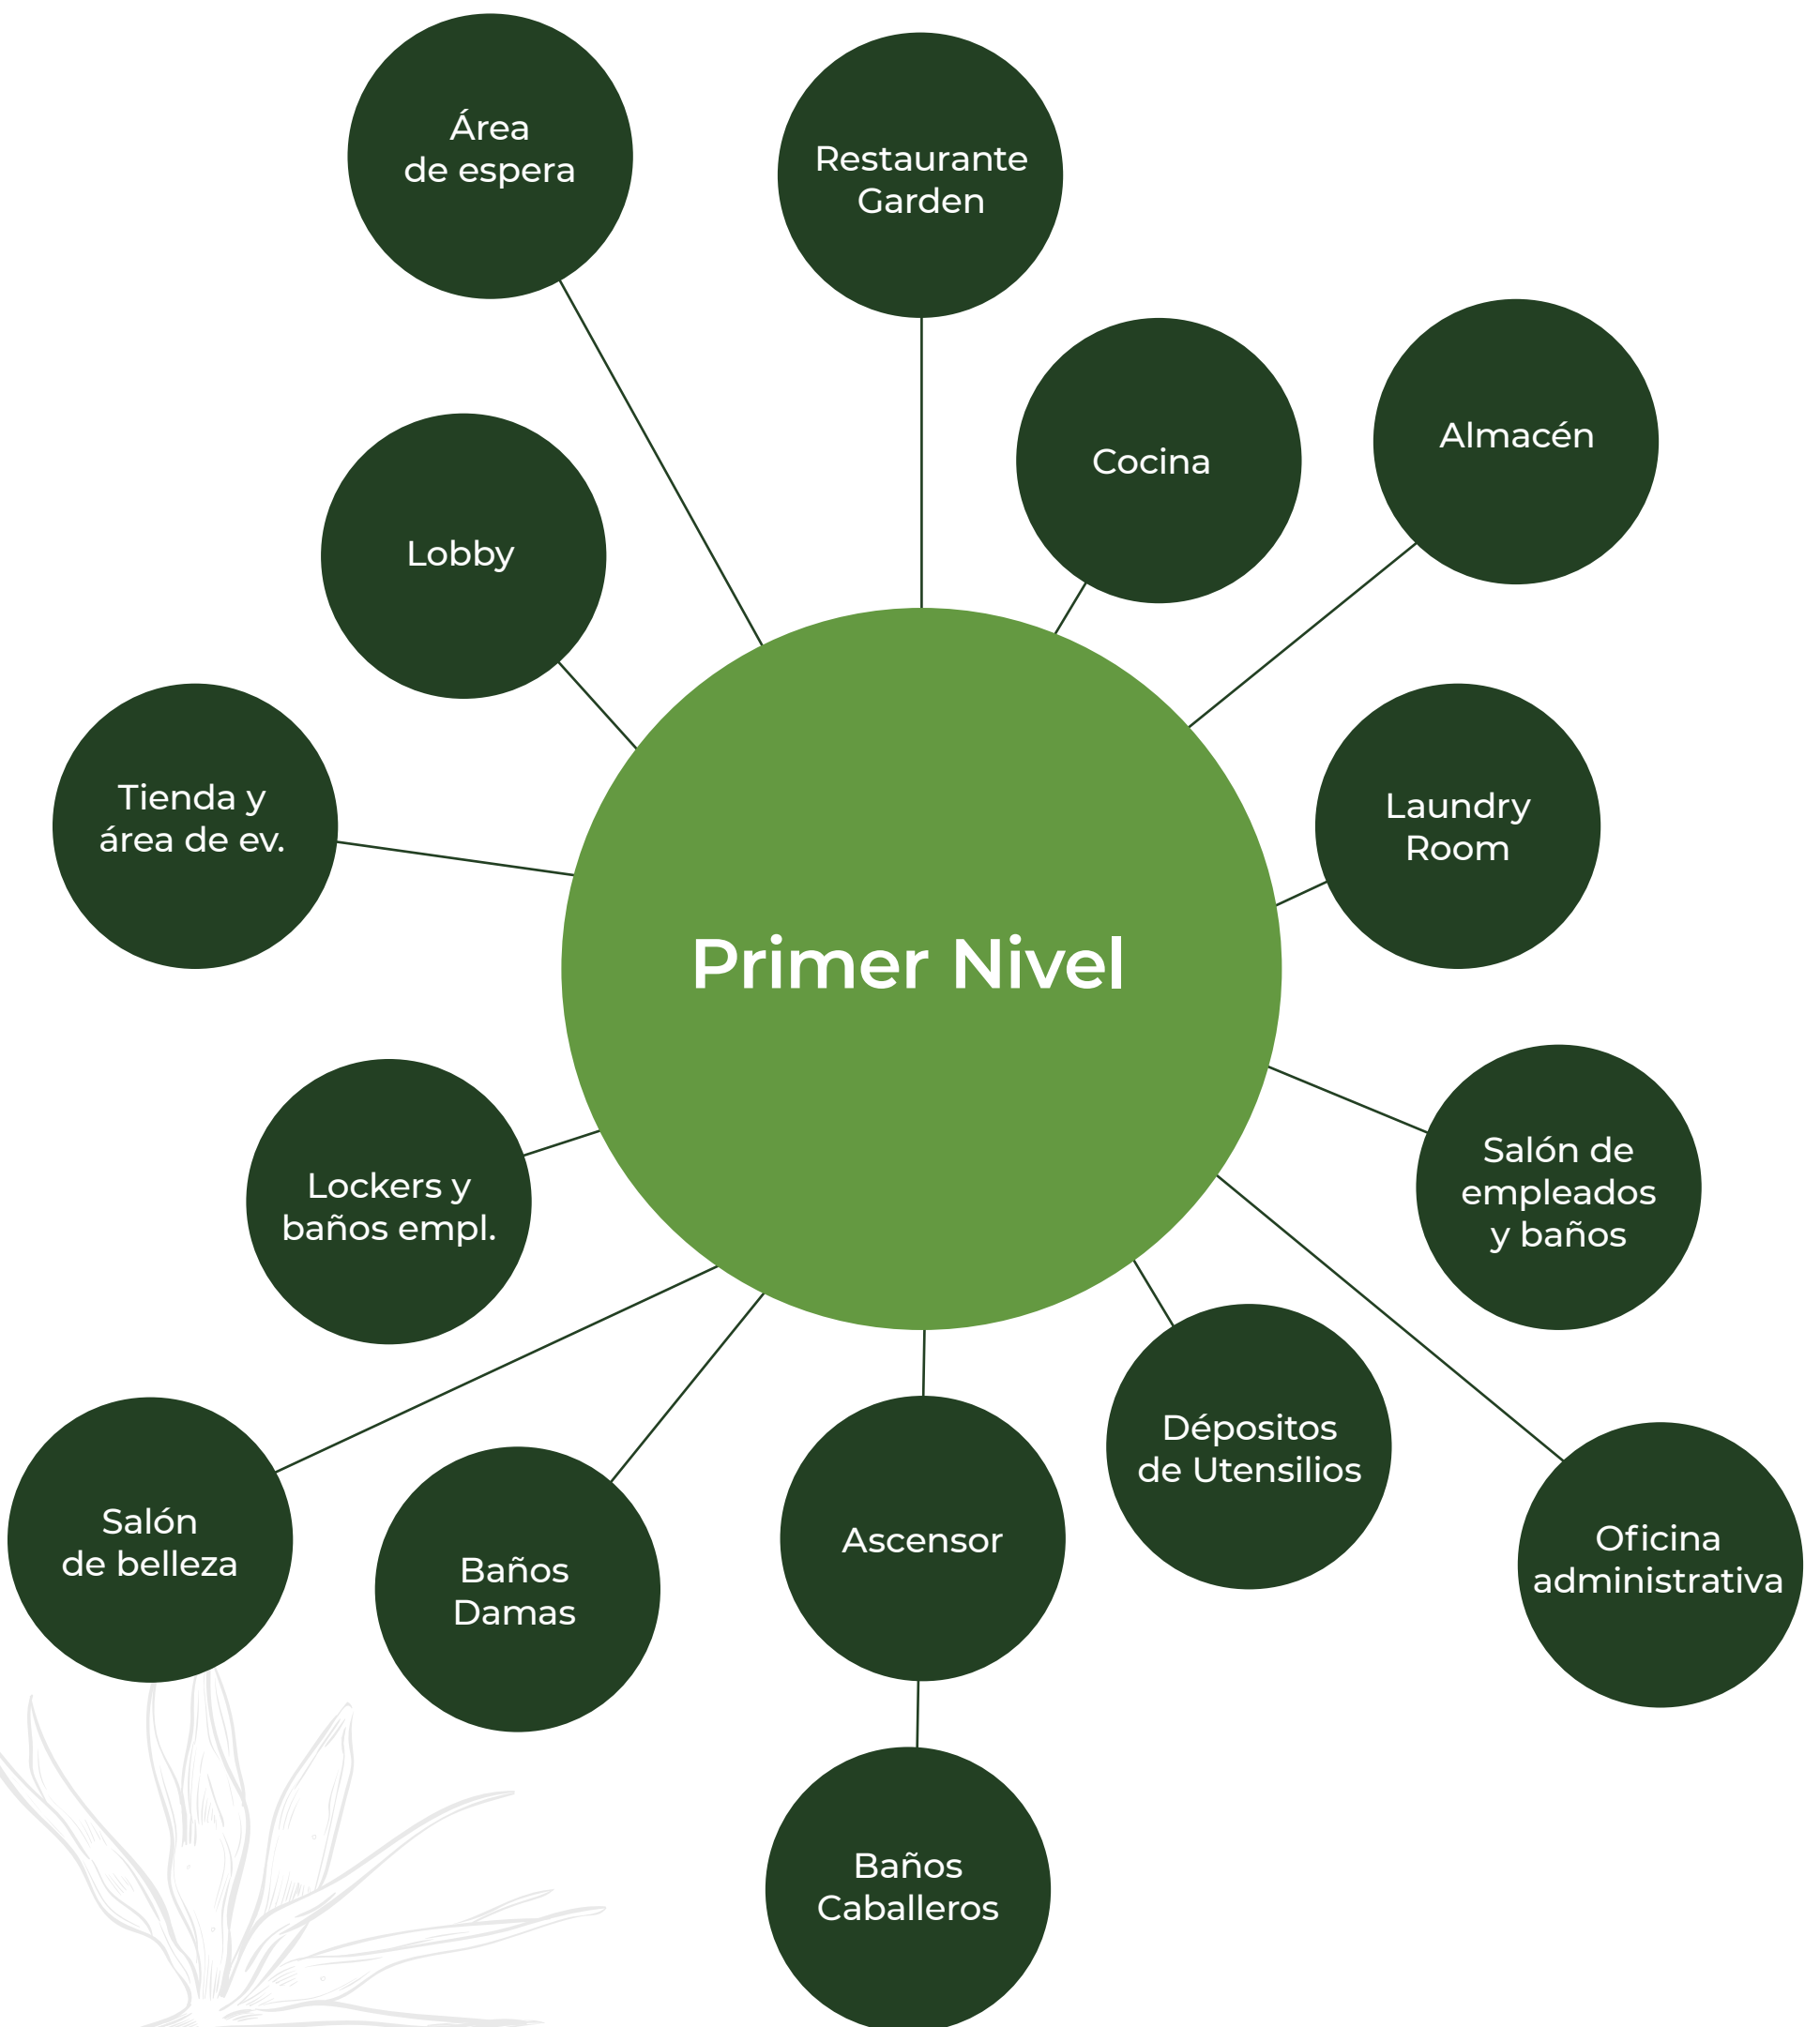 Área
de espera
Restaurante
Garden
Cocina
Almacén
Lobby
Tienda y
área de ev.
Laundry
Room
Primer Nivel
Lockers y
baños empl.
Salón de
empleados
y baños
Dépositos
de Utensilios
Salón
de belleza
Baños
Damas
Ascensor
Oficina
administrativa
Baños
Caballeros